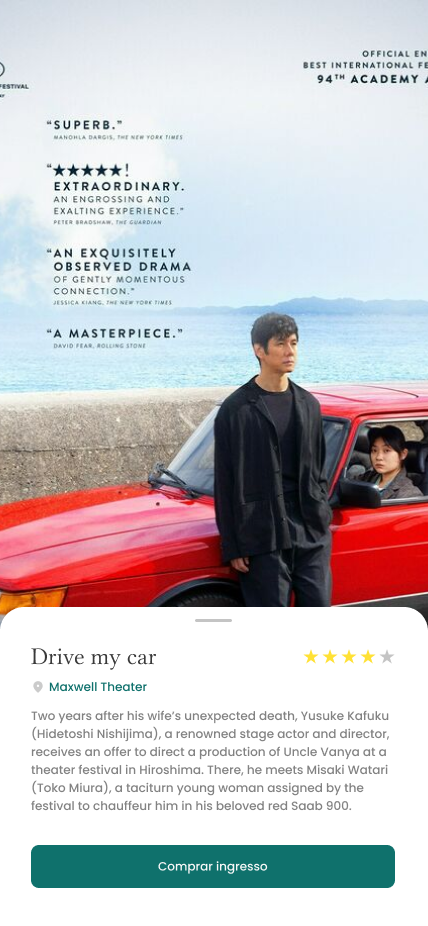 FESTIVAL
OFFICIAL EN
BEST INTERNATIONAL FE
94TH ACADEMY A
“SUPERB.”
MANOHLA DARGIS, THE NEW YORK TIMES
“★★★★★!
EXTRAORDINARY.
AN ENGROSSING AND
EXALTING EXPERIENCE.”
PETER BRADSHAW, THE GUARDIAN
“AN EXQUISITELY
OBSERVED DRAMA
OF GENTLY MOMENTOUS
CONNECTION.”
JESSICA KIANG, THE NEW YORK TIMES
“A MASTERPIECE.”
DAVID FEAR, ROLLING STONE
Drive my car
Maxwell Theater
Two years after his wife’s unexpected death, Yusuke Kafuku
(Hidetoshi Nishijima), a renowned stage actor and director,
receives an offer to direct a production of Uncle Vanya at a
theater festival in Hiroshima. There, he meets Misaki Watari
(Toko Miura), a taciturn young woman assigned by the
festival to chauffeur him in his beloved red Saab 900.
Comprar ingresso